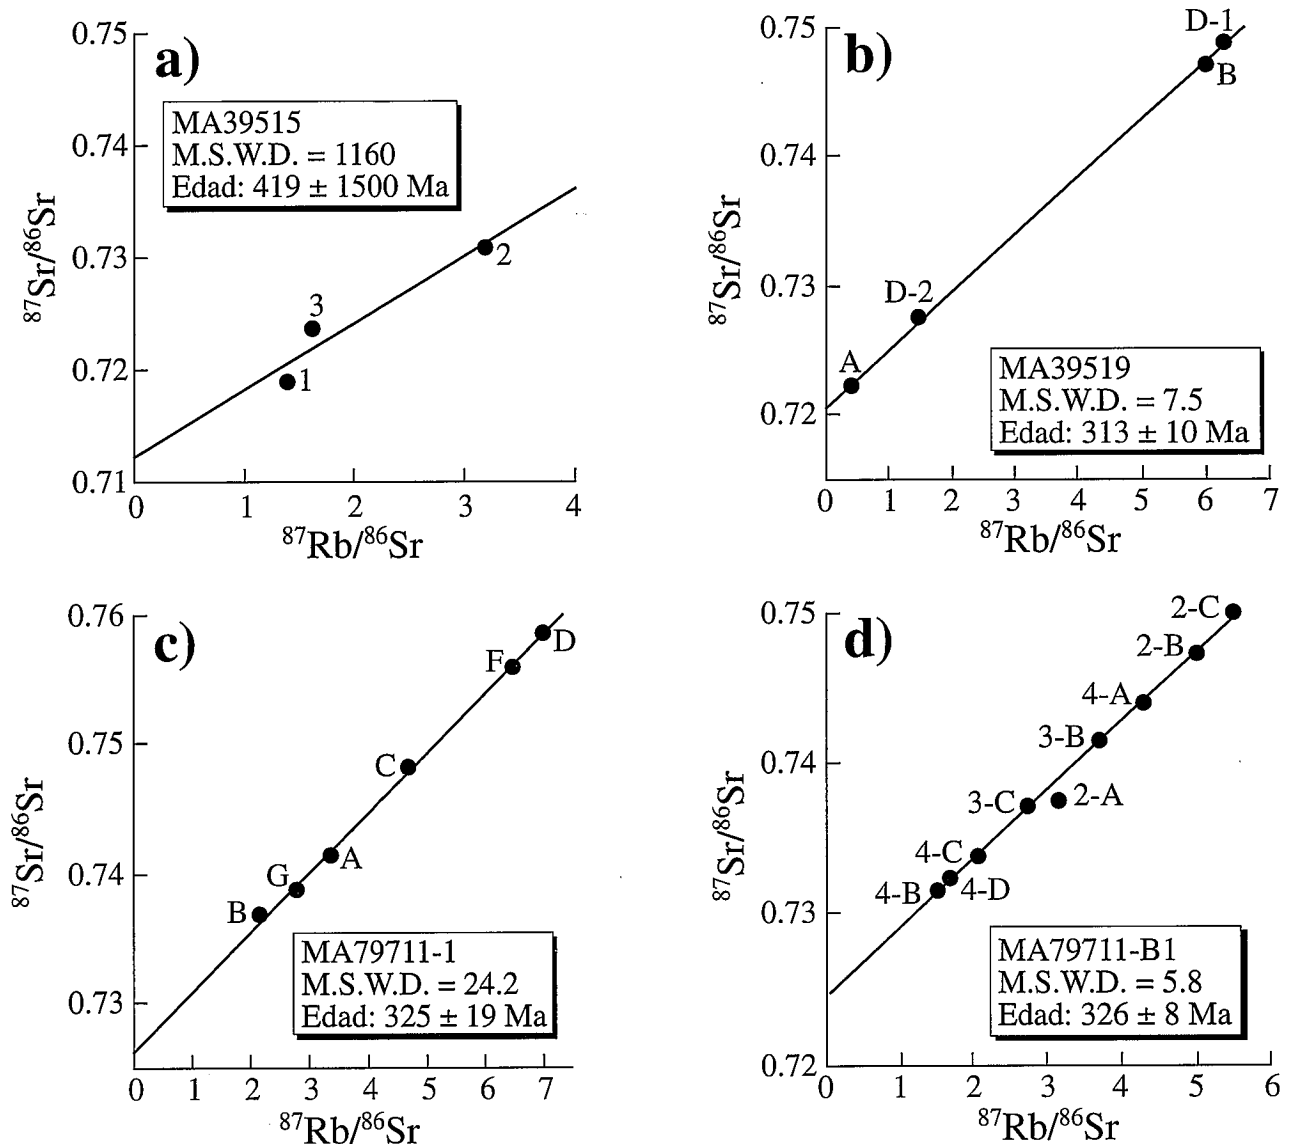 a)
0.75
0.74
0.73
0.72
0.71
⁸⁷Sr/⁸⁶Sr
MA39515
M.S.W.D. = 1160
Edad: 419 ± 1500 Ma
3
1
2
0 1 2 3 4
⁸⁷Rb/⁸⁶Sr
b)
0.75
0.74
0.73
0.72
⁸⁷Sr/⁸⁶Sr
D-1
B
D-2
A
MA39519
M.S.W.D. = 7.5
Edad: 313 ± 10 Ma
0 1 2 3 4 5 6 7
⁸⁷Rb/⁸⁶Sr
c)
0.76
0.75
0.74
0.73
⁸⁷Sr/⁸⁶Sr
D
F
C
A
G
B
MA79711-1
M.S.W.D. = 24.2
Edad: 325 ± 19 Ma
0 1 2 3 4 5 6 7
⁸⁷Rb/⁸⁶Sr
d)
0.75
0.74
0.73
0.72
⁸⁷Sr/⁸⁶Sr
2-C
2-B
4-A
3-B
3-C
2-A
4-C
4-B
4-D
MA79711-B1
M.S.W.D. = 5.8
Edad: 326 ± 8 Ma
0 1 2 3 4 5 6
⁸⁷Rb/⁸⁶Sr